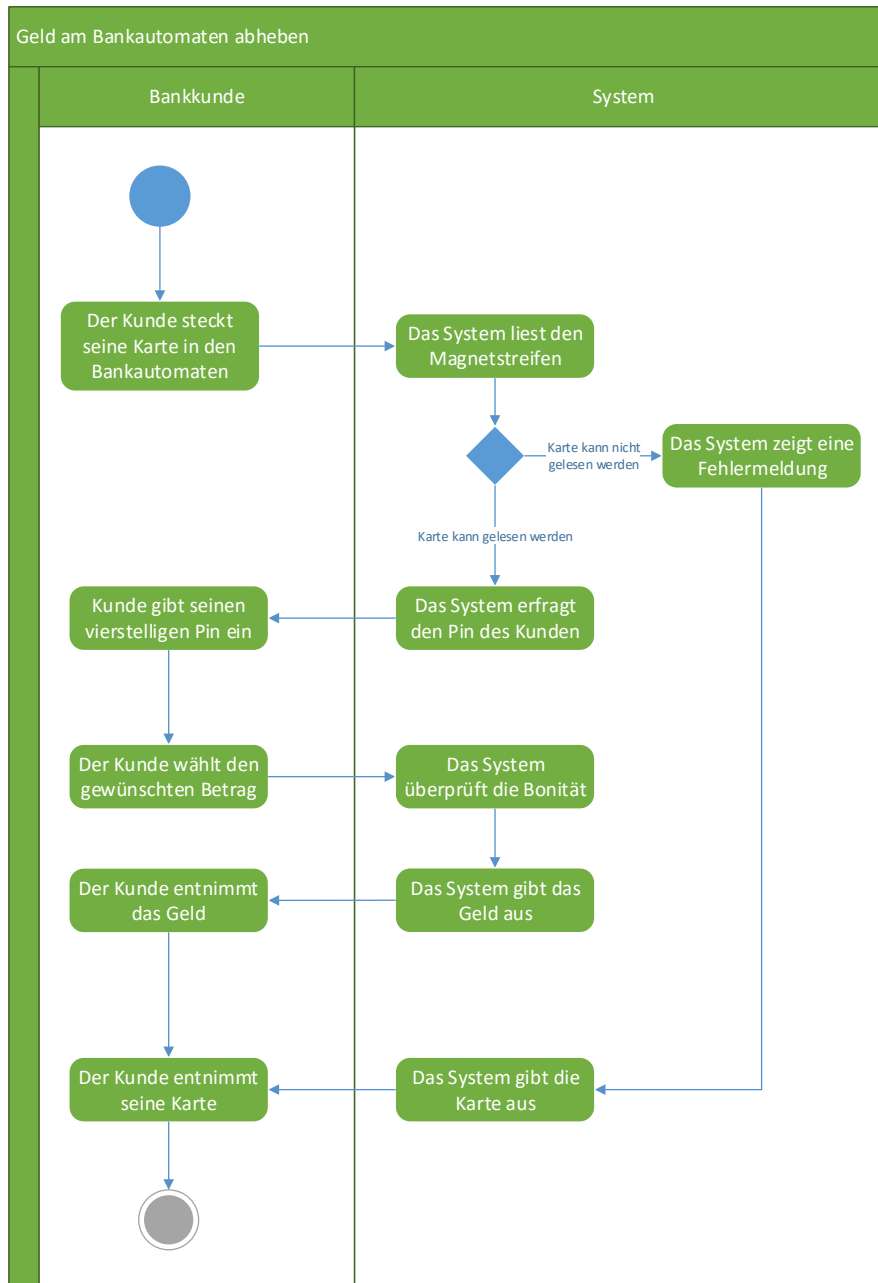 Geld am Bankautomaten abheben
Bankkunde
System
Der Kunde steckt
seine Karte in den
Bankautomaten
Das System liest den
Magnetstreifen
Karte kann nicht
gelesen werden
Das System zeigt eine
Fehlermeldung
Karte kann gelesen werden
Kunde gibt seinen
vierstelligen Pin ein
Das System erfragt
den Pin des Kunden
Der Kunde wählt den
gewünschten Betrag
Das System
überprüft die Bonität
Der Kunde entnimmt
das Geld
Das System gibt das
Geld aus
Der Kunde entnimmt
seine Karte
Das System gibt die
Karte aus